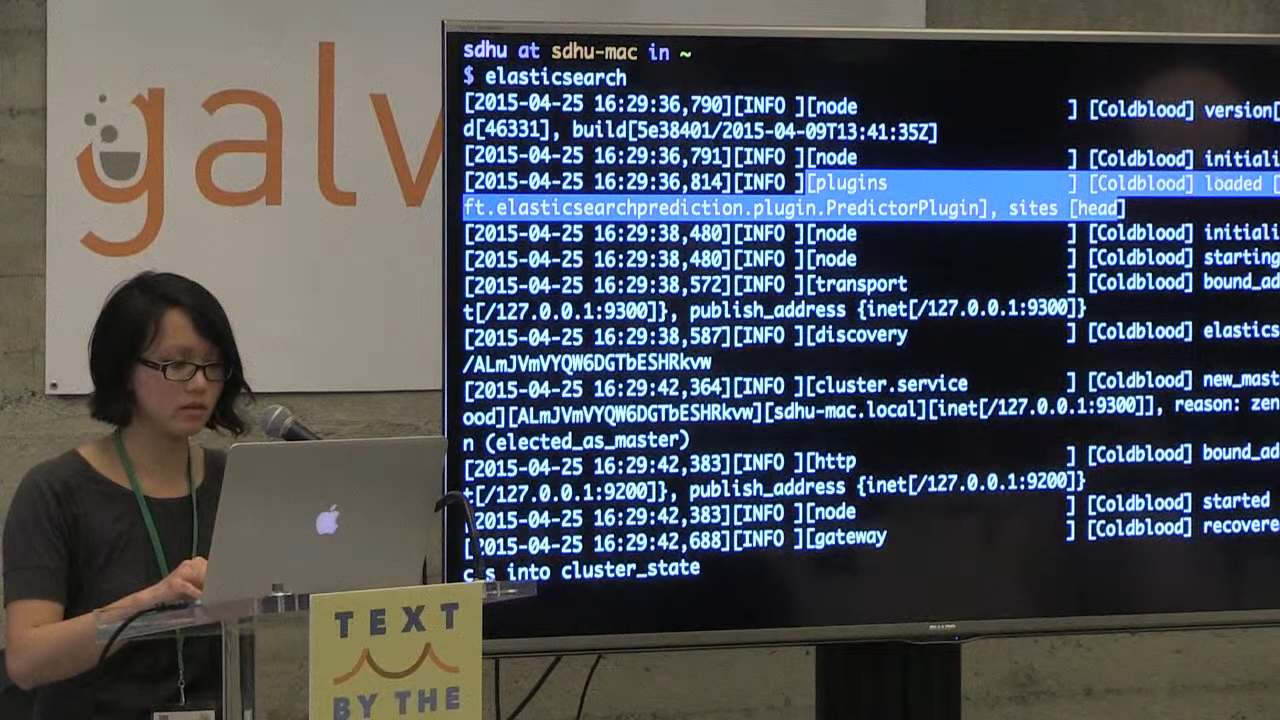 galv
sdhu at sdhu-mac in ~
$ elasticsearch
[2015-04-25 16:29:36,790][INFO ][node ] [Coldblood] version[
d[46331], build[5e38401/2015-04-09T13:41:35Z]
[2015-04-25 16:29:36,791][INFO ][node ] [Coldblood] initiali
[2015-04-25 16:29:36,814][INFO ][plugins ] [Coldblood] loaded [
ft.elasticsearchprediction.plugin.PredictorPlugin], sites [head]
[2015-04-25 16:29:38,480][INFO ][node ] [Coldblood] initiali
[2015-04-25 16:29:38,480][INFO ][node ] [Coldblood] starting
[2015-04-25 16:29:38,572][INFO ][transport ] [Coldblood] bound_ad
t[/127.0.0.1:9300]}, publish_address {inet[/127.0.0.1:9300]}
[2015-04-25 16:29:38,587][INFO ][discovery ] [Coldblood] elastics
/ALmJVmVYQW6DGTbESHRkvw
[2015-04-25 16:29:42,364][INFO ][cluster.service ] [Coldblood] new_mast
ood][ALmJVmVYQW6DGTbESHRkvw][sdhu-mac.local][inet[/127.0.0.1:9300]], reason: zen
n (elected_as_master)
[2015-04-25 16:29:42,383][INFO ][http ] [Coldblood] bound_ad
t[/127.0.0.1:9200]}, publish_address {inet[/127.0.0.1:9200]}
[2015-04-25 16:29:42,383][INFO ][node ] [Coldblood] started
[2015-04-25 16:29:42,688][INFO ][gateway ] [Coldblood] recovere
s into cluster_state
SHARP
TEXT
BY THE